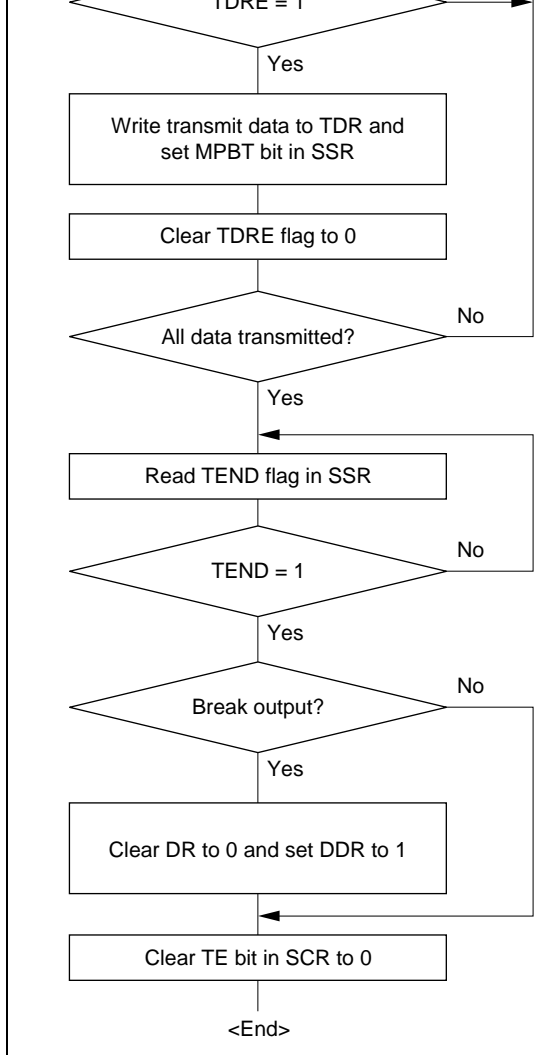 TDRE = 1
Yes
Write transmit data to TDR and
set MPBT bit in SSR
Clear TDRE flag to 0
All data transmitted?
No
Yes
Read TEND flag in SSR
TEND = 1
No
Yes
Break output?
No
Yes
Clear DR to 0 and set DDR to 1
Clear TE bit in SCR to 0
<End>